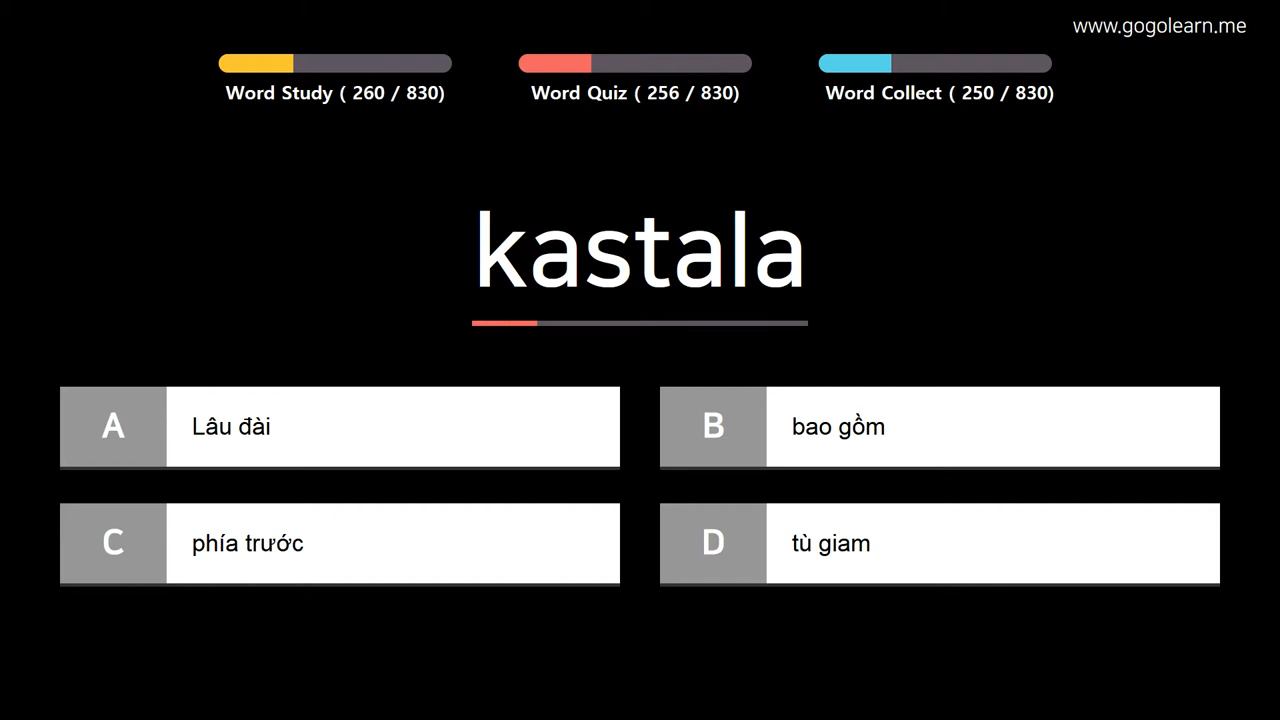 www.gogolearn.me
Word Study ( 260 / 830)
Word Quiz ( 256 / 830)
Word Collect ( 250 / 830)
kastala
A Lâu đài
B bao gồm
C phía trước
D tù giam